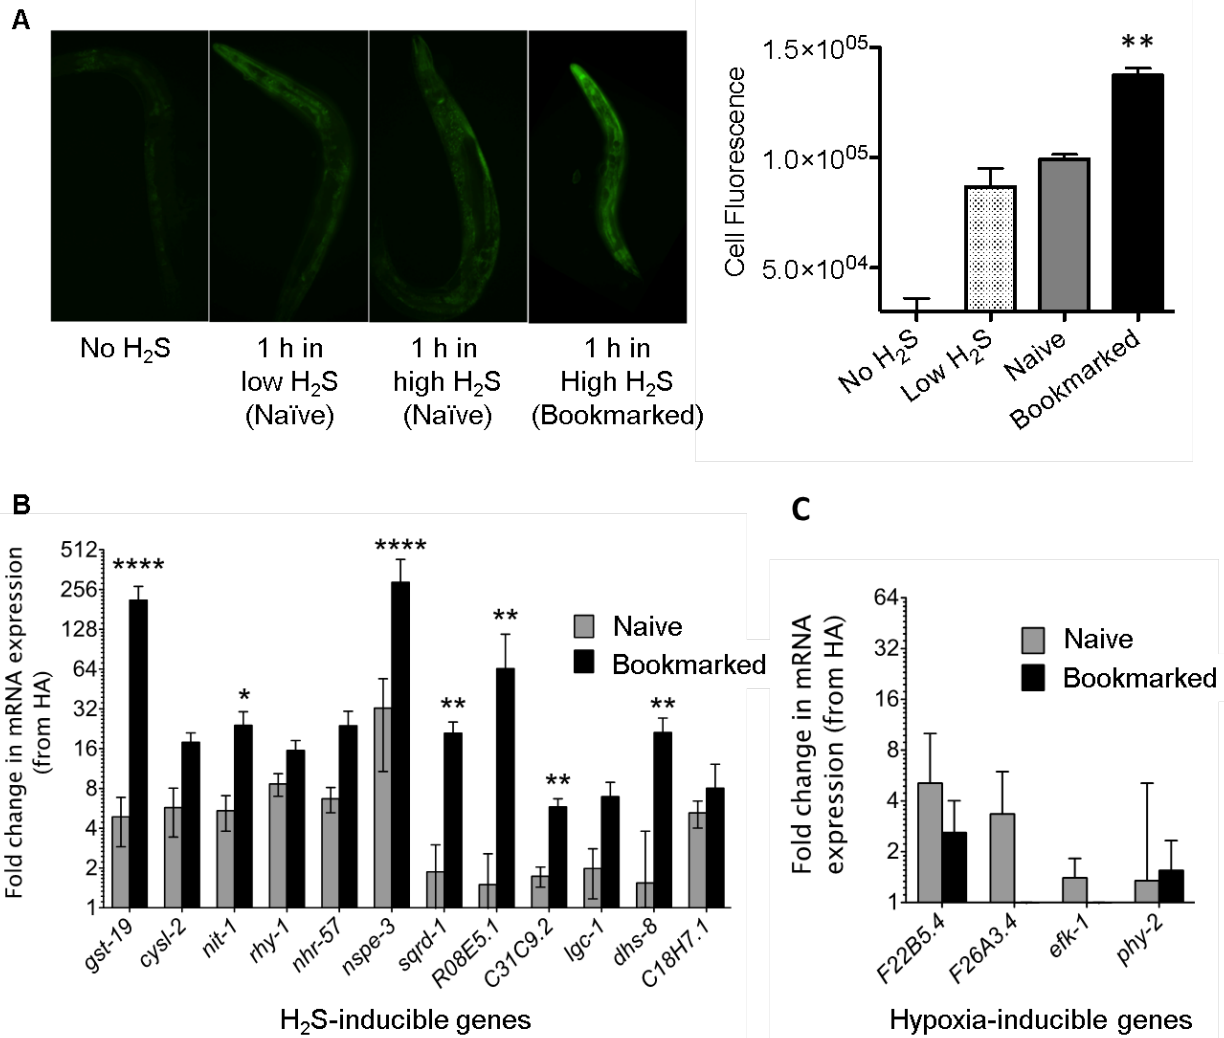 A
No H2S
1 h in
low H2S
(Naïve)
1 h in
high H2S
(Naïve)
1 h in
High H2S
(Bookmarked)
Cell Fluorescence
1.5×10^05
1.0×10^05
5.0×10^04
**
No H2S
Low H2S
Naive
Bookmarked
B
Fold change in mRNA expression
(from HA)
512
256
128
64
32
16
8
4
2
1
****
*
****
**
**
**
**
Naive
Bookmarked
gst-19
cysl-2
nit-1
rhy-1
nhr-57
nspe-3
sqrd-1
R08E5.1
C31C9.2
lgc-1
dhs-8
C18H7.1
H2S-inducible genes
C
Fold change in mRNA
expression (from HA)
64
32
16
8
4
2
1
Naive
Bookmarked
F22B5.4
F26A3.4
efk-1
phy-2
Hypoxia-inducible genes